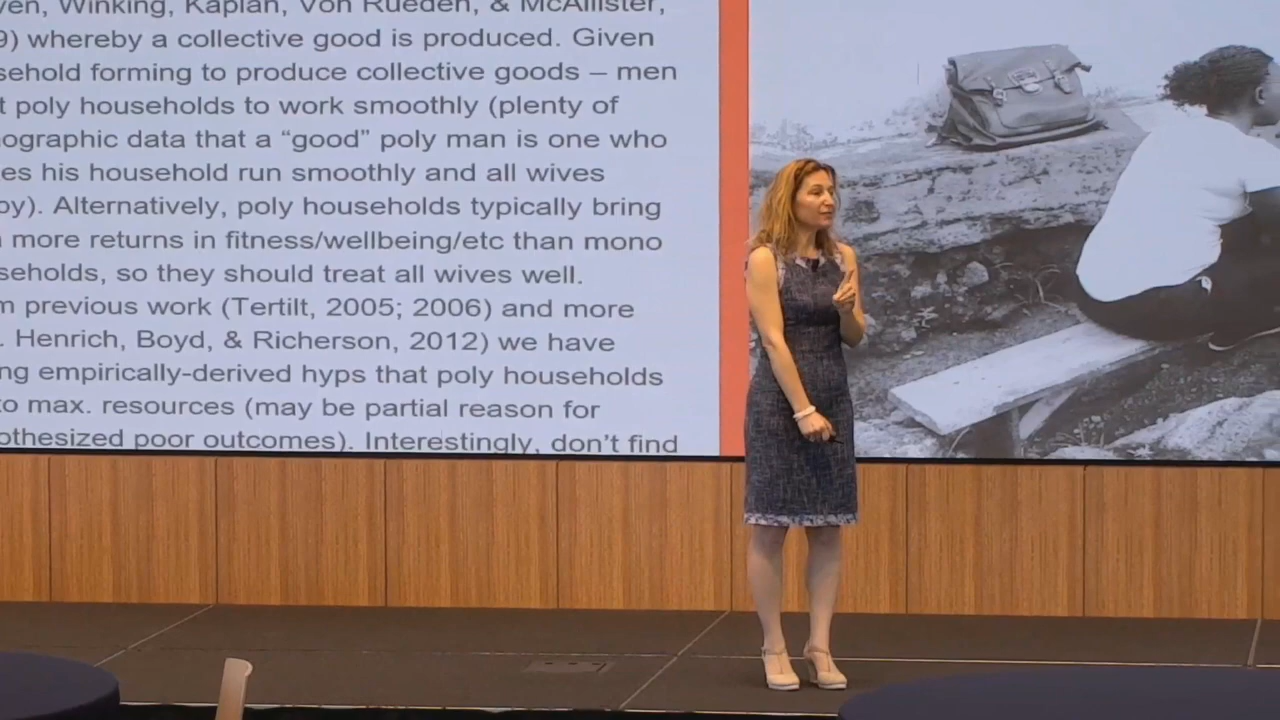 yen, Winking, Kaplan, Von Rueden, & McAllister,
9) whereby a collective good is produced. Given
sehold forming to produce collective goods – men
t poly households to work smoothly (plenty of
nographic data that a “good” poly man is one who
es his household run smoothly and all wives
oy). Alternatively, poly households typically bring
more returns in fitness/wellbeing/etc than mono
seholds, so they should treat all wives well.
m previous work (Tertilt, 2005; 2006) and more
. Henrich, Boyd, & Richerson, 2012) we have
ng empirically-derived hyps that poly households
to max. resources (may be partial reason for
othesized poor outcomes). Interestingly, don’t find